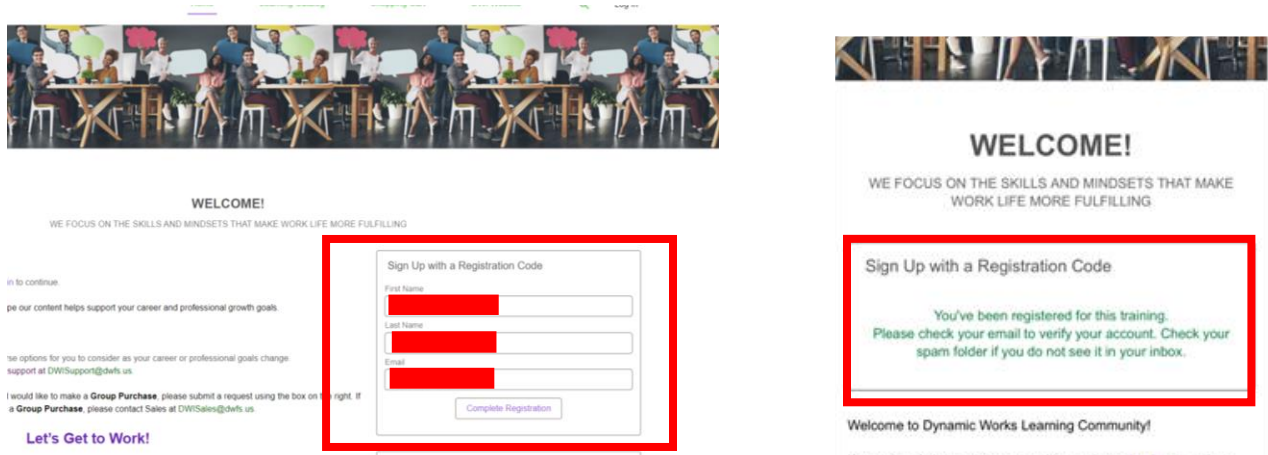 WELCOME!
WE FOCUS ON THE SKILLS AND MINDSETS THAT MAKE WORK LIFE MORE FULFILLING
in to continue.
pe our content helps support your career and professional growth goals.
rse options for you to consider as your career or professional goals change.
support at DWISupport@dwfs.us.
would like to make a Group Purchase, please submit a request using the box on the right. If
a Group Purchase, please contact Sales at DWISales@dwfs.us.
Let's Get to Work!
Sign Up with a Registration Code
First Name
Last Name
Email
Complete Registration
WELCOME!
WE FOCUS ON THE SKILLS AND MINDSETS THAT MAKE
WORK LIFE MORE FULFILLING
Sign Up with a Registration Code
You've been registered for this training.
Please check your email to verify your account. Check your
spam folder if you do not see it in your inbox.
Welcome to Dynamic Works Learning Community!